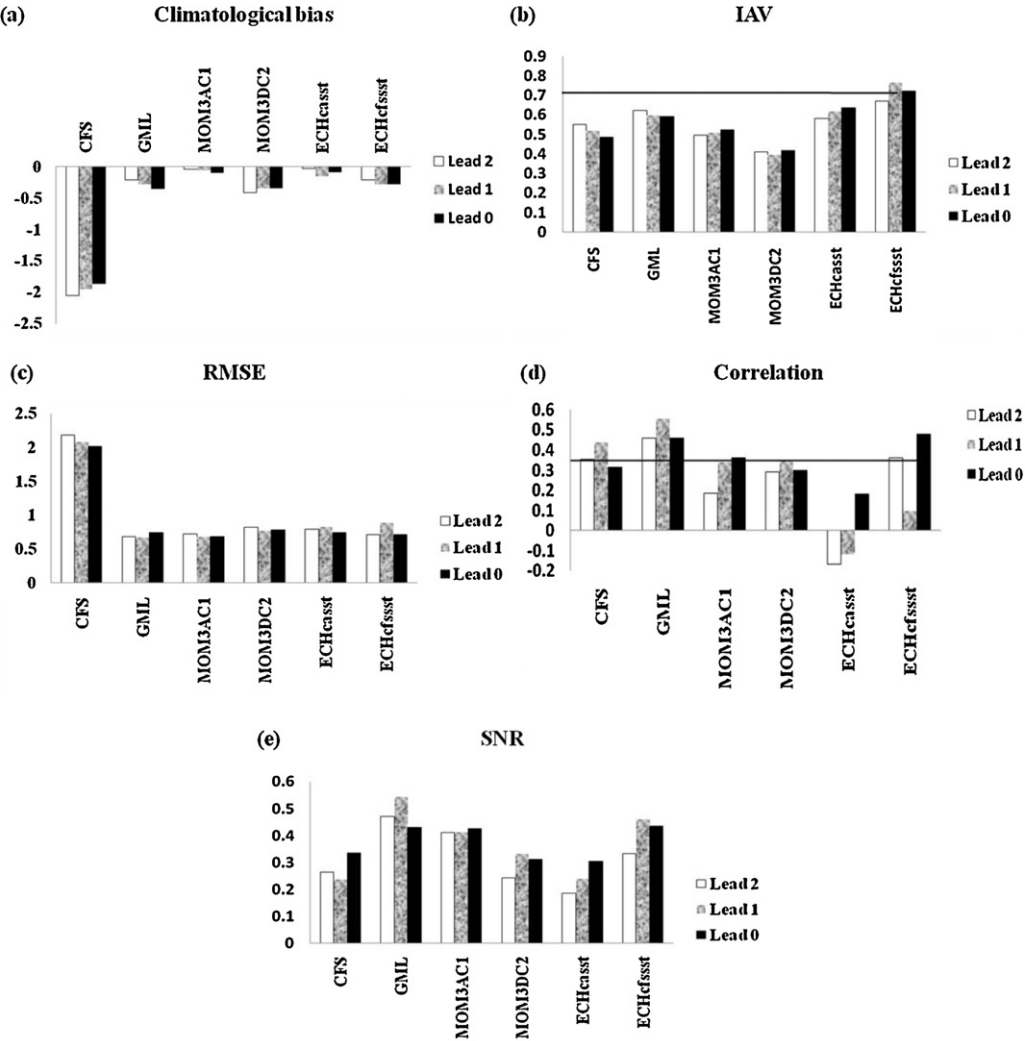 (a) Climatological bias
CFS GML MOM3AC1 MOM3DC2 ECHcasst ECHcfssst
0
-0.5
-1
-1.5
-2
-2.5
Lead 2
Lead 1
Lead 0
(b) IAV
0.9
0.8
0.7
0.6
0.5
0.4
0.3
0.2
0.1
0
CFS GML MOM3AC1 MOM3DC2 ECHcasst ECHcfssst
Lead 2
Lead 1
Lead 0
(c) RMSE
2.5
2
1.5
1
0.5
0
CFS GML MOM3AC1 MOM3DC2 ECHcasst ECHcfssst
Lead 2
Lead 1
Lead 0
(d) Correlation
0.6
0.5
0.4
0.3
0.2
0.1
0
-0.1
-0.2
CFS GML MOM3AC1 MOM3DC2 ECHcasst ECHcfssst
Lead 2
Lead 1
Lead 0
(e) SNR
0.6
0.5
0.4
0.3
0.2
0.1
0
CFS GML MOM3AC1 MOM3DC2 ECHcasst ECHcfssst
Lead 2
Lead 1
Lead 0